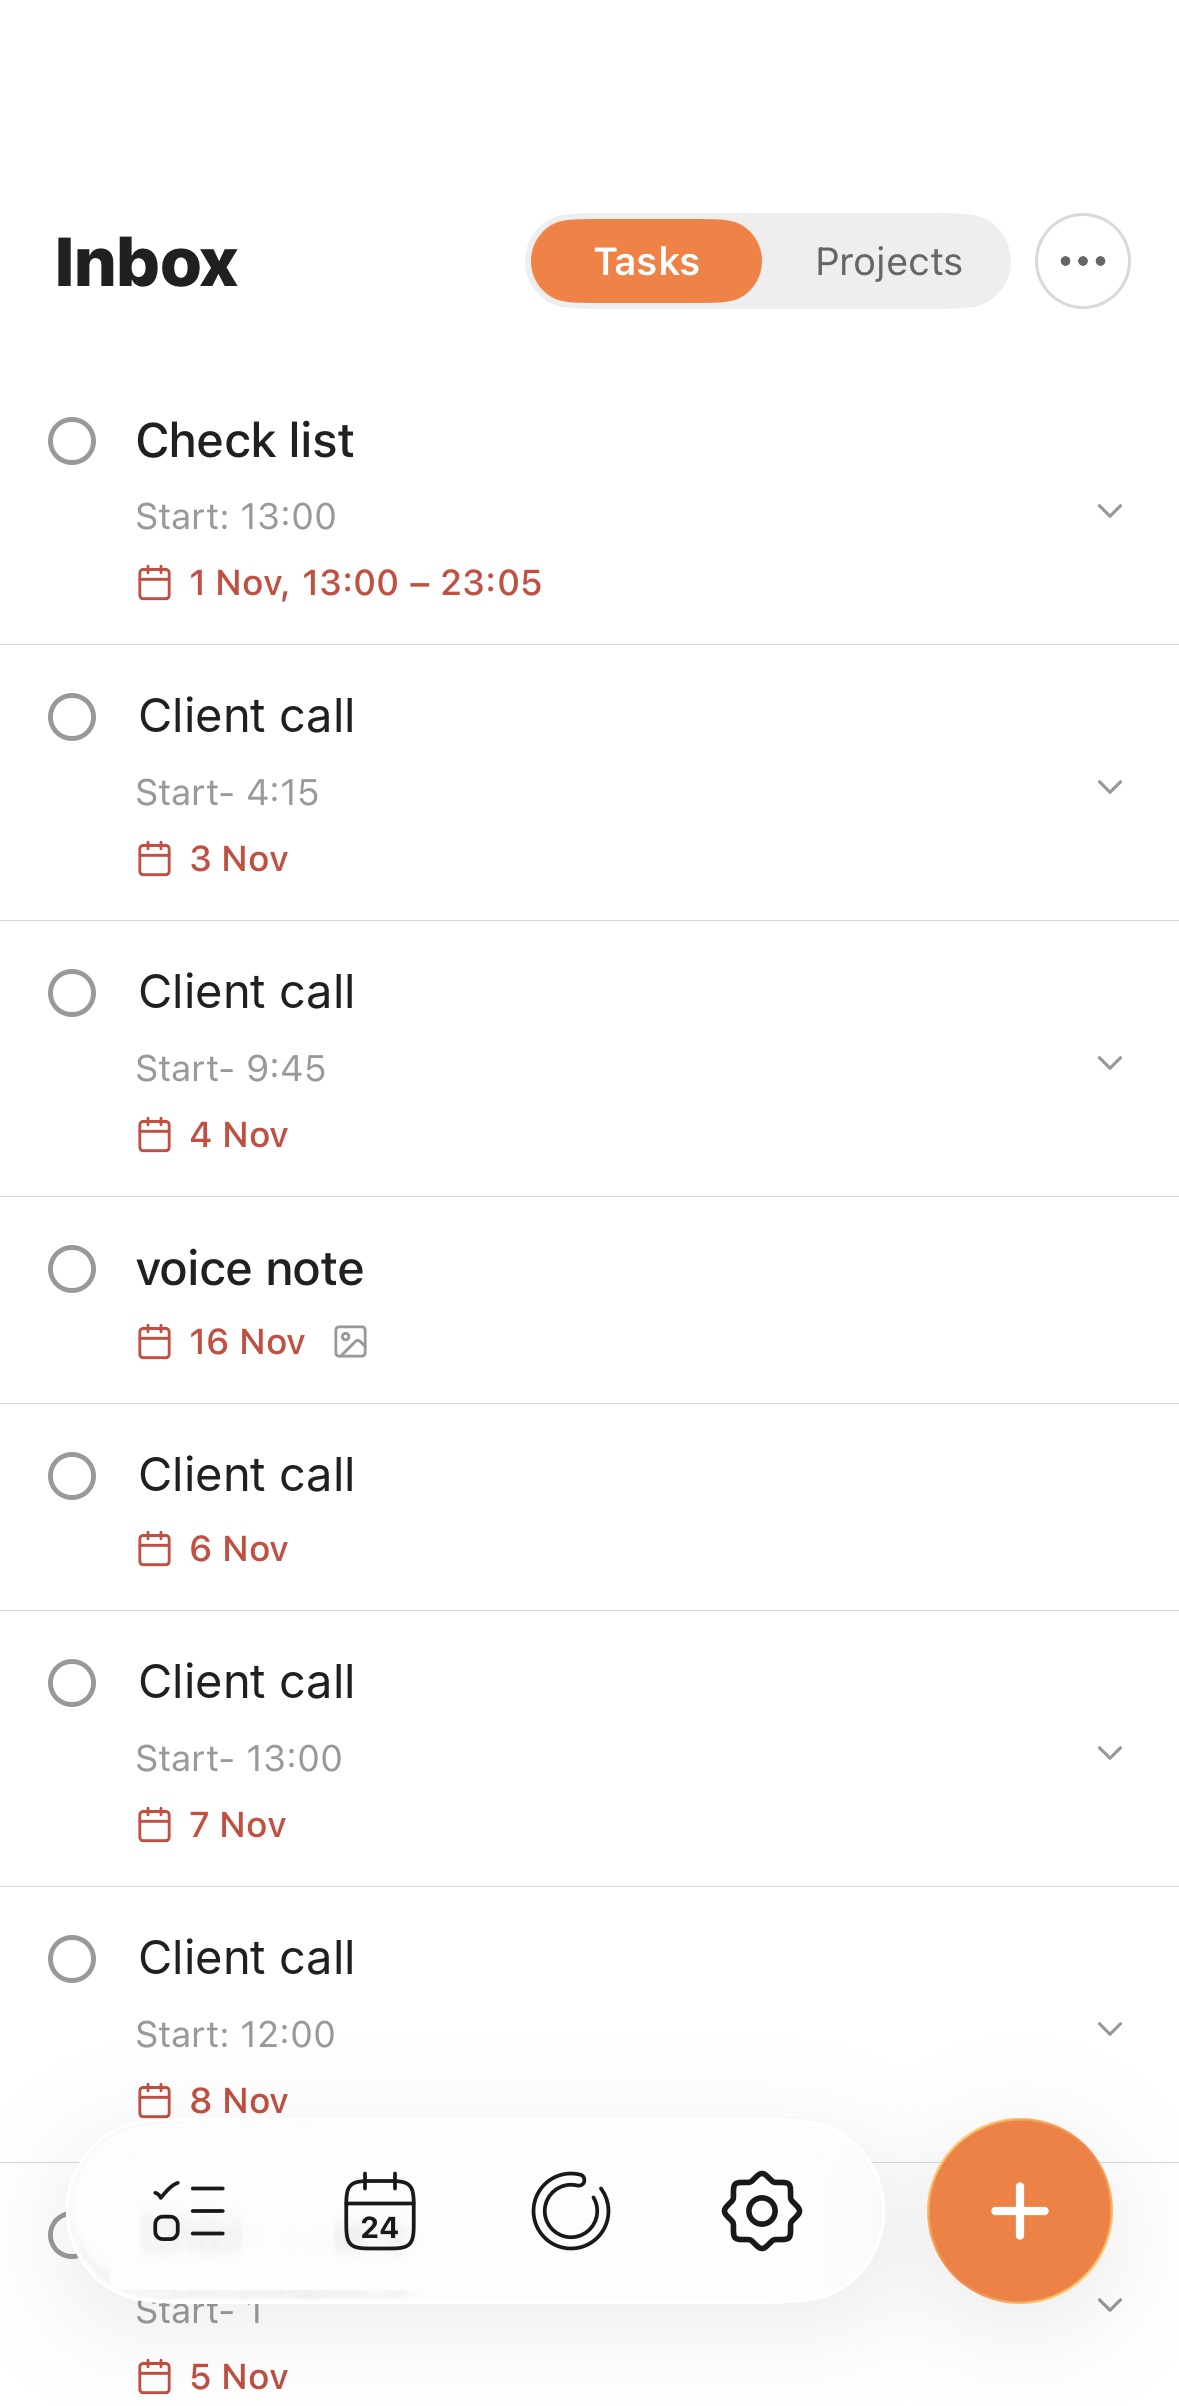 Inbox
Tasks
Projects
Check list
Start: 13:00
1 Nov, 13:00 – 23:05
Client call
Start- 4:15
3 Nov
Client call
Start- 9:45
4 Nov
voice note
16 Nov
Client call
6 Nov
Client call
Start- 13:00
7 Nov
Client call
Start: 12:00
8 Nov
24
Start- 1
5 Nov